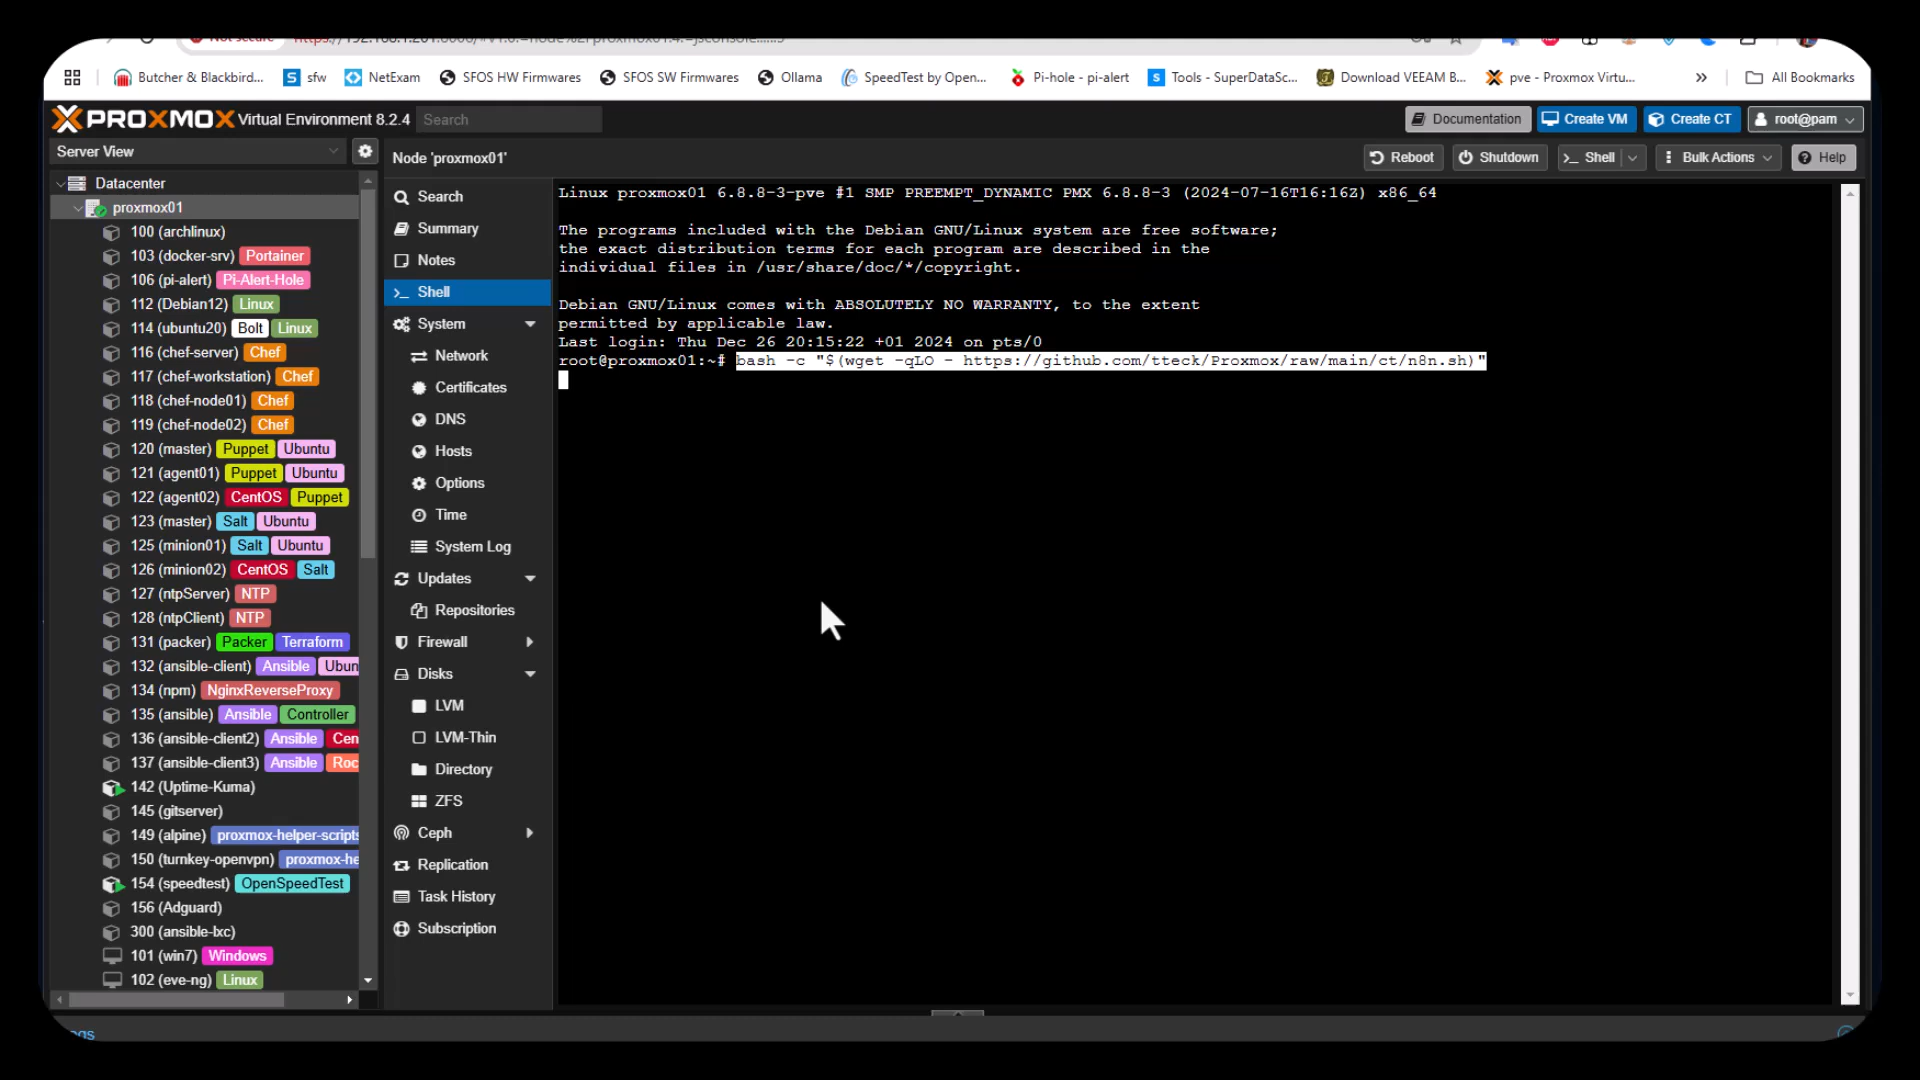 Butcher & Blackbird...
sfw
NetExam
SFOS HW Firmwares
SFOS SW Firmwares
Ollama
SpeedTest by Open...
Pi-hole - pi-alert
Tools - SuperDataSc...
Download VEEAM B...
pve - Proxmox Virtu...
»
All Bookmarks
PROXMOX Virtual Environment 8.2.4
Search
Documentation
Create VM
Create CT
root@pam
Server View
Node 'proxmox01'
Reboot
Shutdown
>_ Shell
Bulk Actions
Help
Datacenter
proxmox01
100 (archlinux)
103 (docker-srv) Portainer
106 (pi-alert) Pi-Alert-Hole
112 (Debian12) Linux
114 (ubuntu20) Bolt Linux
116 (chef-server) Chef
117 (chef-workstation) Chef
118 (chef-node01) Chef
119 (chef-node02) Chef
120 (master) Puppet Ubuntu
121 (agent01) Puppet Ubuntu
122 (agent02) CentOS Puppet
123 (master) Salt Ubuntu
125 (minion01) Salt Ubuntu
126 (minion02) CentOS Salt
127 (ntpServer) NTP
128 (ntpClient) NTP
131 (packer) Packer Terraform
132 (ansible-client) Ansible Ubun
134 (npm) NginxReverseProxy
135 (ansible) Ansible Controller
136 (ansible-client2) Ansible Cen
137 (ansible-client3) Ansible Roc
142 (Uptime-Kuma)
145 (gitserver)
149 (alpine) proxmox-helper-scripts
150 (turnkey-openvpn) proxmox-he
154 (speedtest) OpenSpeedTest
156 (Adguard)
300 (ansible-lxc)
101 (win7) Windows
102 (eve-ng) Linux
Search
Summary
Notes
>_ Shell
System
Network
Certificates
DNS
Hosts
Options
Time
System Log
Updates
Repositories
Firewall
Disks
LVM
LVM-Thin
Directory
ZFS
Ceph
Replication
Task History
Subscription
Linux proxmox01 6.8.8-3-pve #1 SMP PREEMPT_DYNAMIC PMX 6.8.8-3 (2024-07-16T16:16Z) x86_64
The programs included with the Debian GNU/Linux system are free software;
the exact distribution terms for each program are described in the
individual files in /usr/share/doc/*/copyright.
Debian GNU/Linux comes with ABSOLUTELY NO WARRANTY, to the extent
permitted by applicable law.
Last login: Thu Dec 26 20:15:22 +01 2024 on pts/0
root@proxmox01:~# bash -c "$(wget -qLO - https://github.com/tteck/Proxmox/raw/main/ct/n8n.sh)"